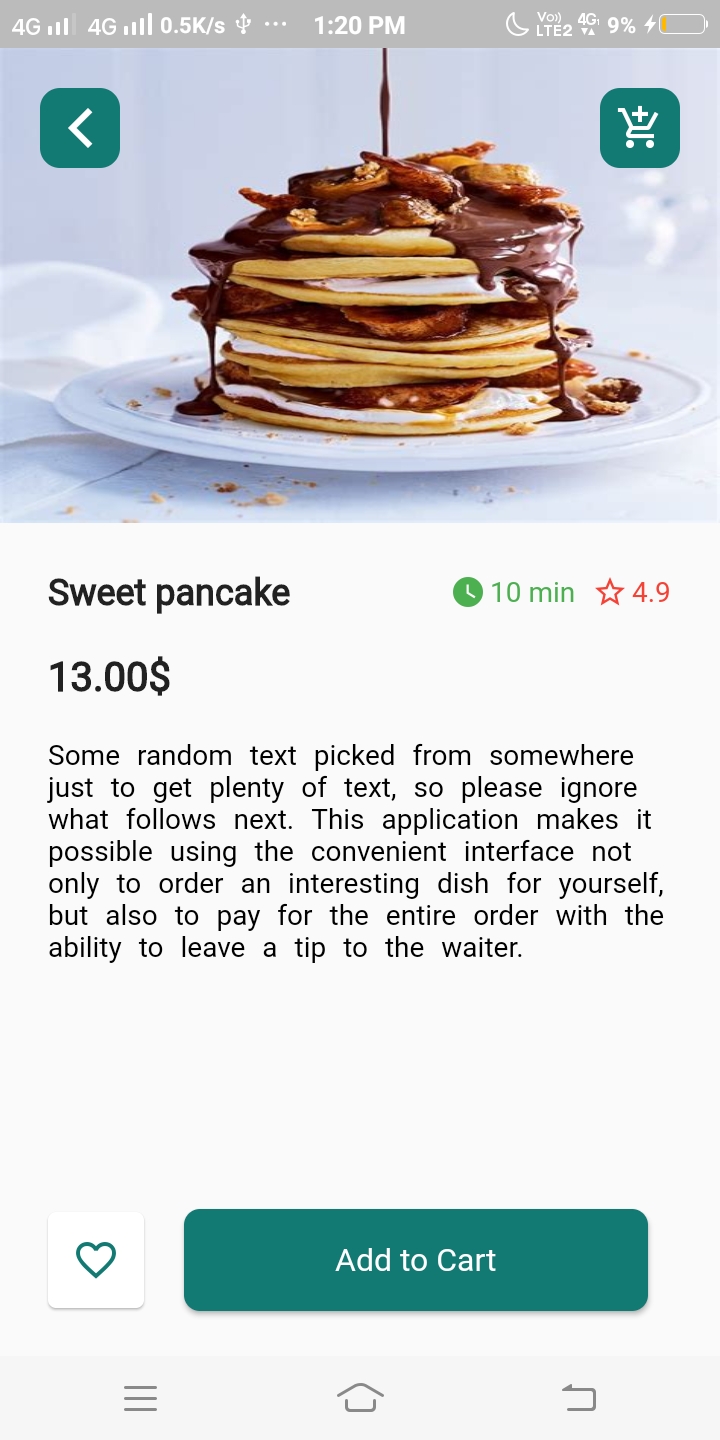 4G 4G 0.5K/s ... 1:20 PM Vo)) LTE2 4G 9%
Sweet pancake 10 min 4.9
13.00$
Some random text picked from somewhere
just to get plenty of text, so please ignore
what follows next. This application makes it
possible using the convenient interface not
only to order an interesting dish for yourself,
but also to pay for the entire order with the
ability to leave a tip to the waiter.
Add to Cart